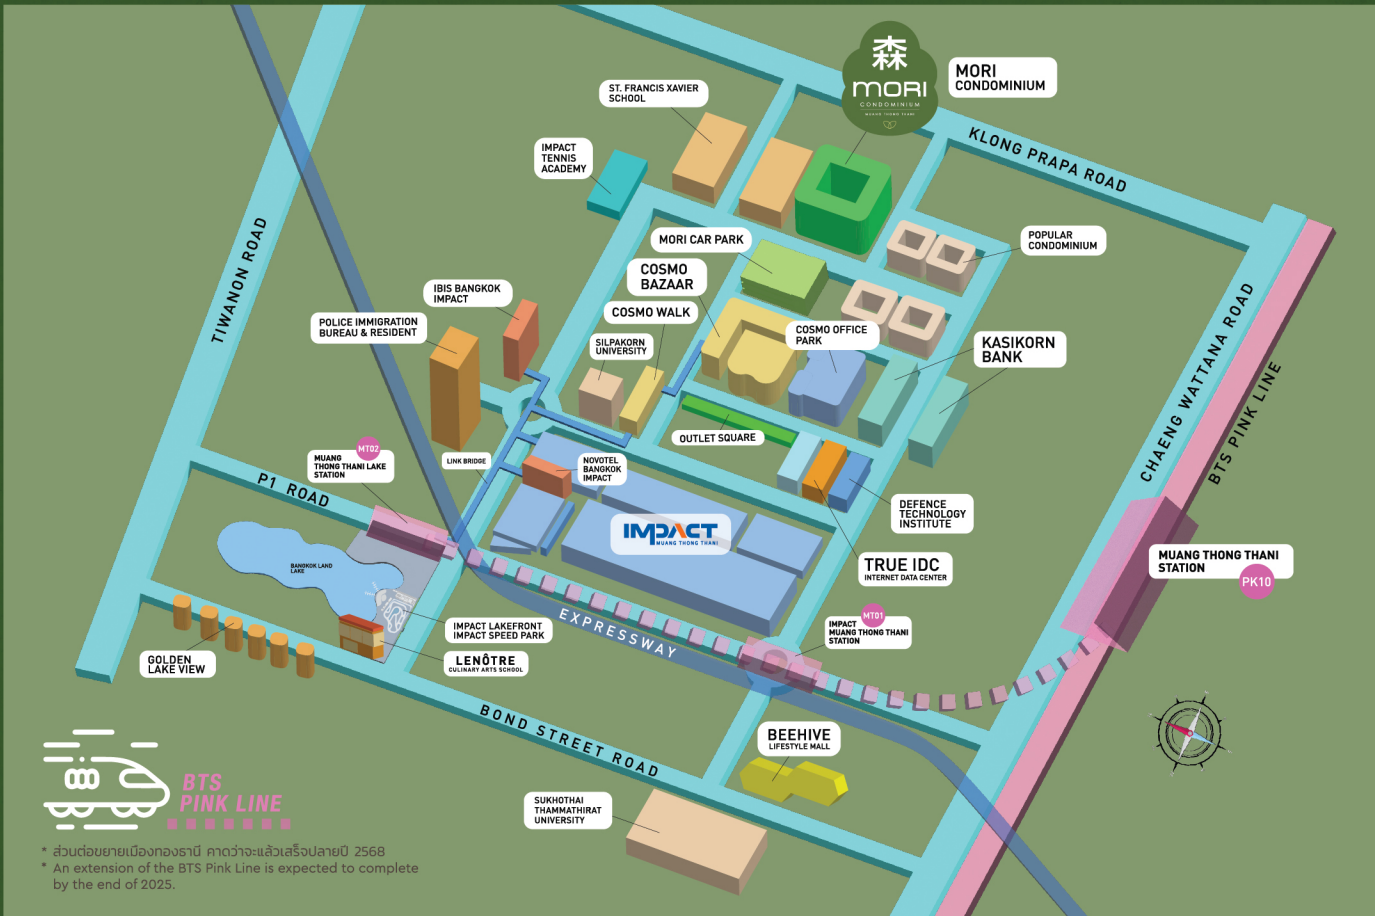 森
MORI
CONDOMINIUM
MUANG THONG THANI
MORI
CONDOMINIUM
ST. FRANCIS XAVIER
SCHOOL
KLONG PRAPA ROAD
IMPACT
TENNIS
ACADEMY
TIWANON ROAD
MORI CAR PARK
POPULAR
CONDOMINIUM
COSMO
BAZAAR
IBIS BANGKOK
IMPACT
COSMO WALK
POLICE IMMIGRATION
BUREAU & RESIDENT
COSMO OFFICE
PARK
SILPAKORN
UNIVERSITY
KASIKORN
BANK
CHAENG WATTANA ROAD
BTS PINK LINE
OUTLET SQUARE
MT02
MUANG
THONG THANI LAKE
STATION
LINK BRIDGE
NOVOTEL
BANGKOK
IMPACT
P1 ROAD
DEFENCE
TECHNOLOGY
INSTITUTE
IMPACT
MUANG THONG THANI
TRUE IDC
INTERNET DATA CENTER
MUANG THONG THANI
STATION
PK10
BANGKOK LAND
LAKE
EXPRESSWAY
MT01
IMPACT
MUANG THONG THANI
STATION
IMPACT LAKEFRONT
IMPACT SPEED PARK
GOLDEN
LAKE VIEW
LENÔTRE
CULINARY ARTS SCHOOL
BOND STREET ROAD
BEEHIVE
LIFESTYLE MALL
SUKHOTHAI
THAMMATHIRAT
UNIVERSITY
BTS
PINK LINE
* ส่วนต่อขยายเมืองทองธานี คาดว่าจะแล้วเสร็จปลายปี 2568
* An extension of the BTS Pink Line is expected to complete
by the end of 2025.